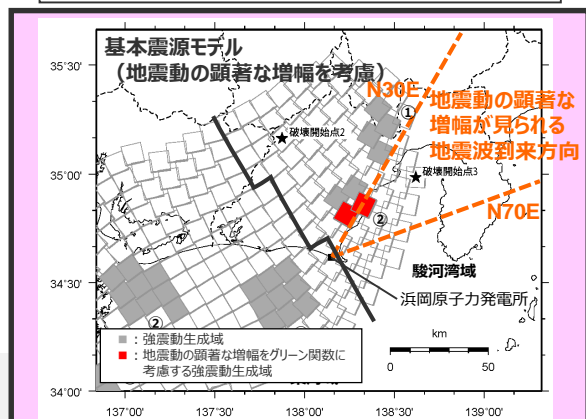 基本震源モデル
（地震動の顕著な増幅を考慮）
N30E
地震動の顕著な
増幅が見られる
地震波到来方向
①
★破壊開始点2
★破壊開始点3
N70E
②
駿河湾域
浜岡原子力発電所
②
■：強震動生成域
■：地震動の顕著な増幅をグリーン関数に
考慮する強震動生成域
km
0 50
35°30'
35°00'
34°30'
34°00'
137°00' 137°30' 138°00' 138°30' 139°00'